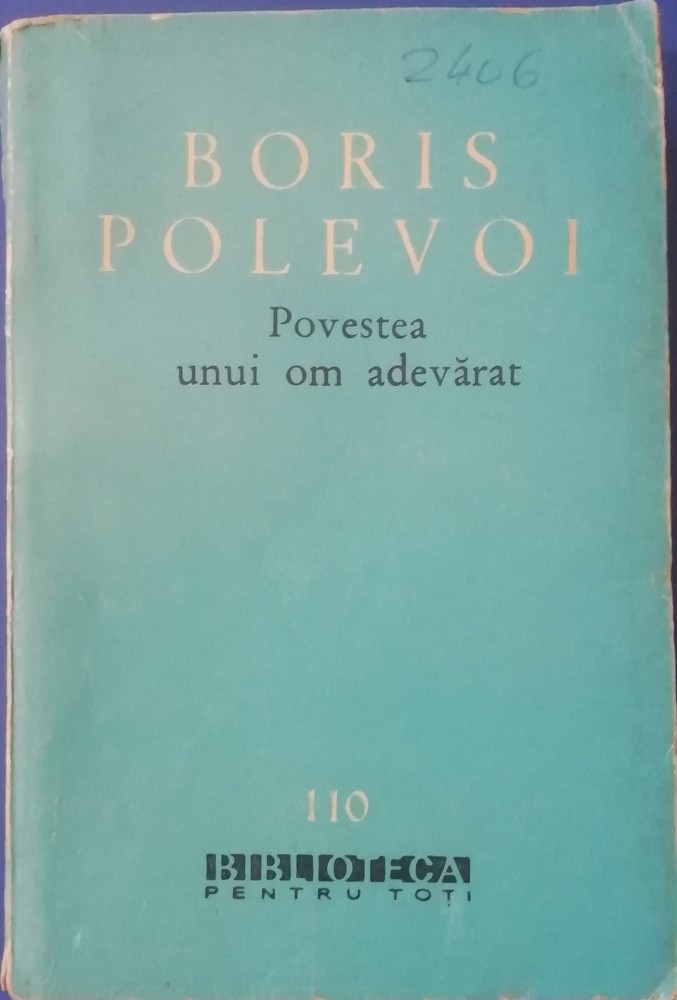 2406
BORIS
POLEVOI
Povestea
unui om adevărat
110
BIBLIOTECA
PENTRU TOȚI